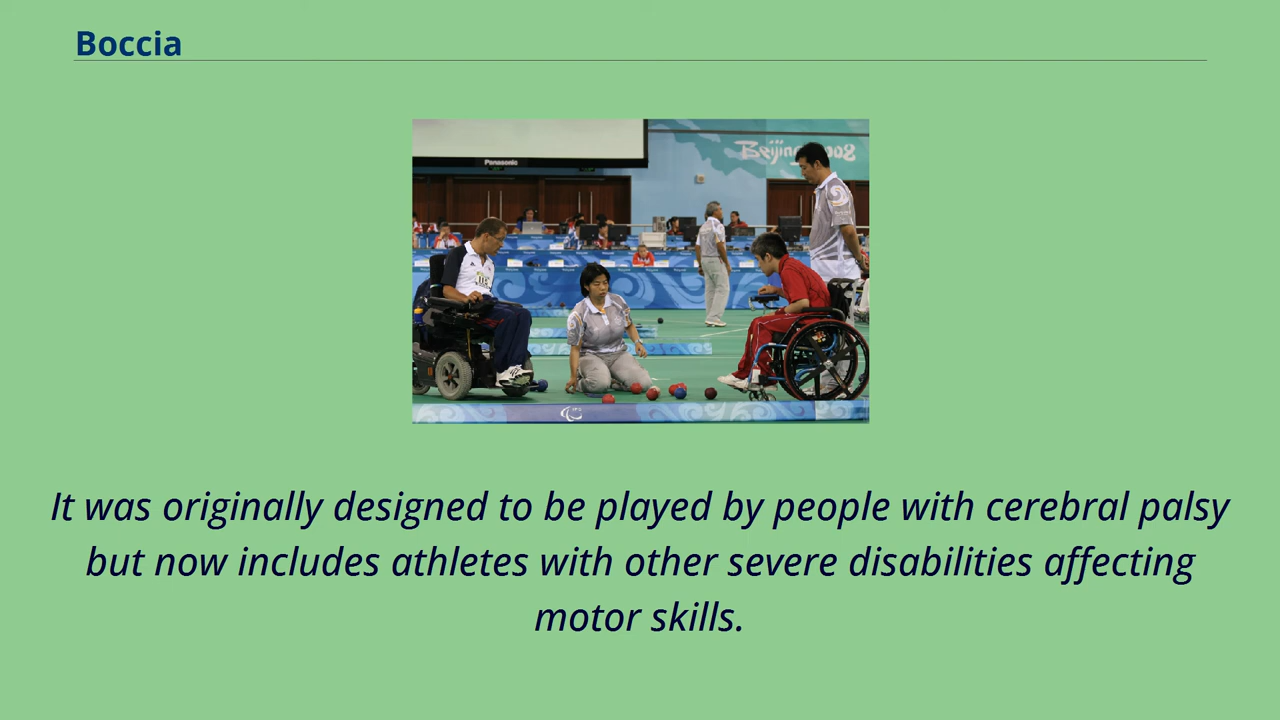 Boccia
Panasonic
Beijing 2008
It was originally designed to be played by people with cerebral palsy
but now includes athletes with other severe disabilities affecting
motor skills.